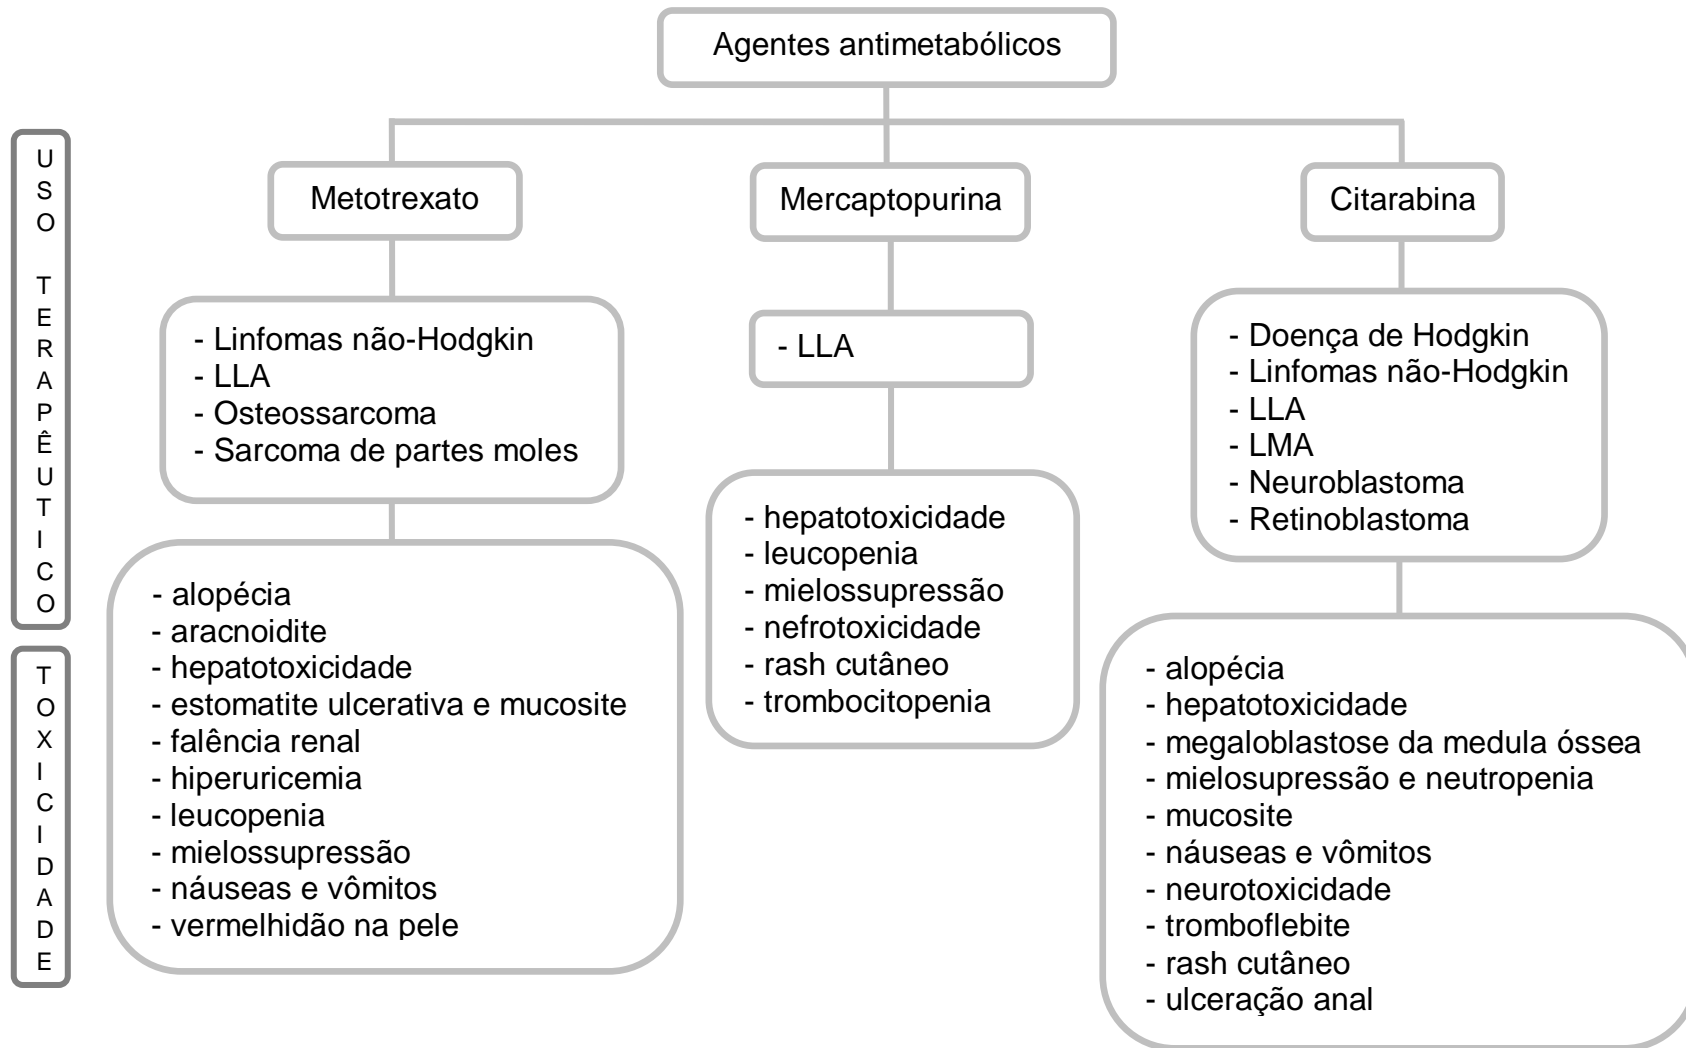 Agentes antimetabólicos
USO TERAPÊUTICO
Metotrexato
Mercaptopurina
Citarabina
- Linfomas não-Hodgkin
- LLA
- Osteossarcoma
- Sarcoma de partes moles
- LLA
- Doença de Hodgkin
- Linfomas não-Hodgkin
- LLA
- LMA
- Neuroblastoma
- Retinoblastoma
TOXICIDADE
- alopécia
- aracnoidite
- hepatotoxicidade
- estomatite ulcerativa e mucosite
- falência renal
- hiperuricemia
- leucopenia
- mielossupressão
- náuseas e vômitos
- vermelhidão na pele
- hepatotoxicidade
- leucopenia
- mielossupressão
- nefrotoxicidade
- rash cutâneo
- trombocitopenia
- alopécia
- hepatotoxicidade
- megaloblastose da medula óssea
- mielosupressão e neutropenia
- mucosite
- náuseas e vômitos
- neurotoxicidade
- tromboflebite
- rash cutâneo
- ulceração anal